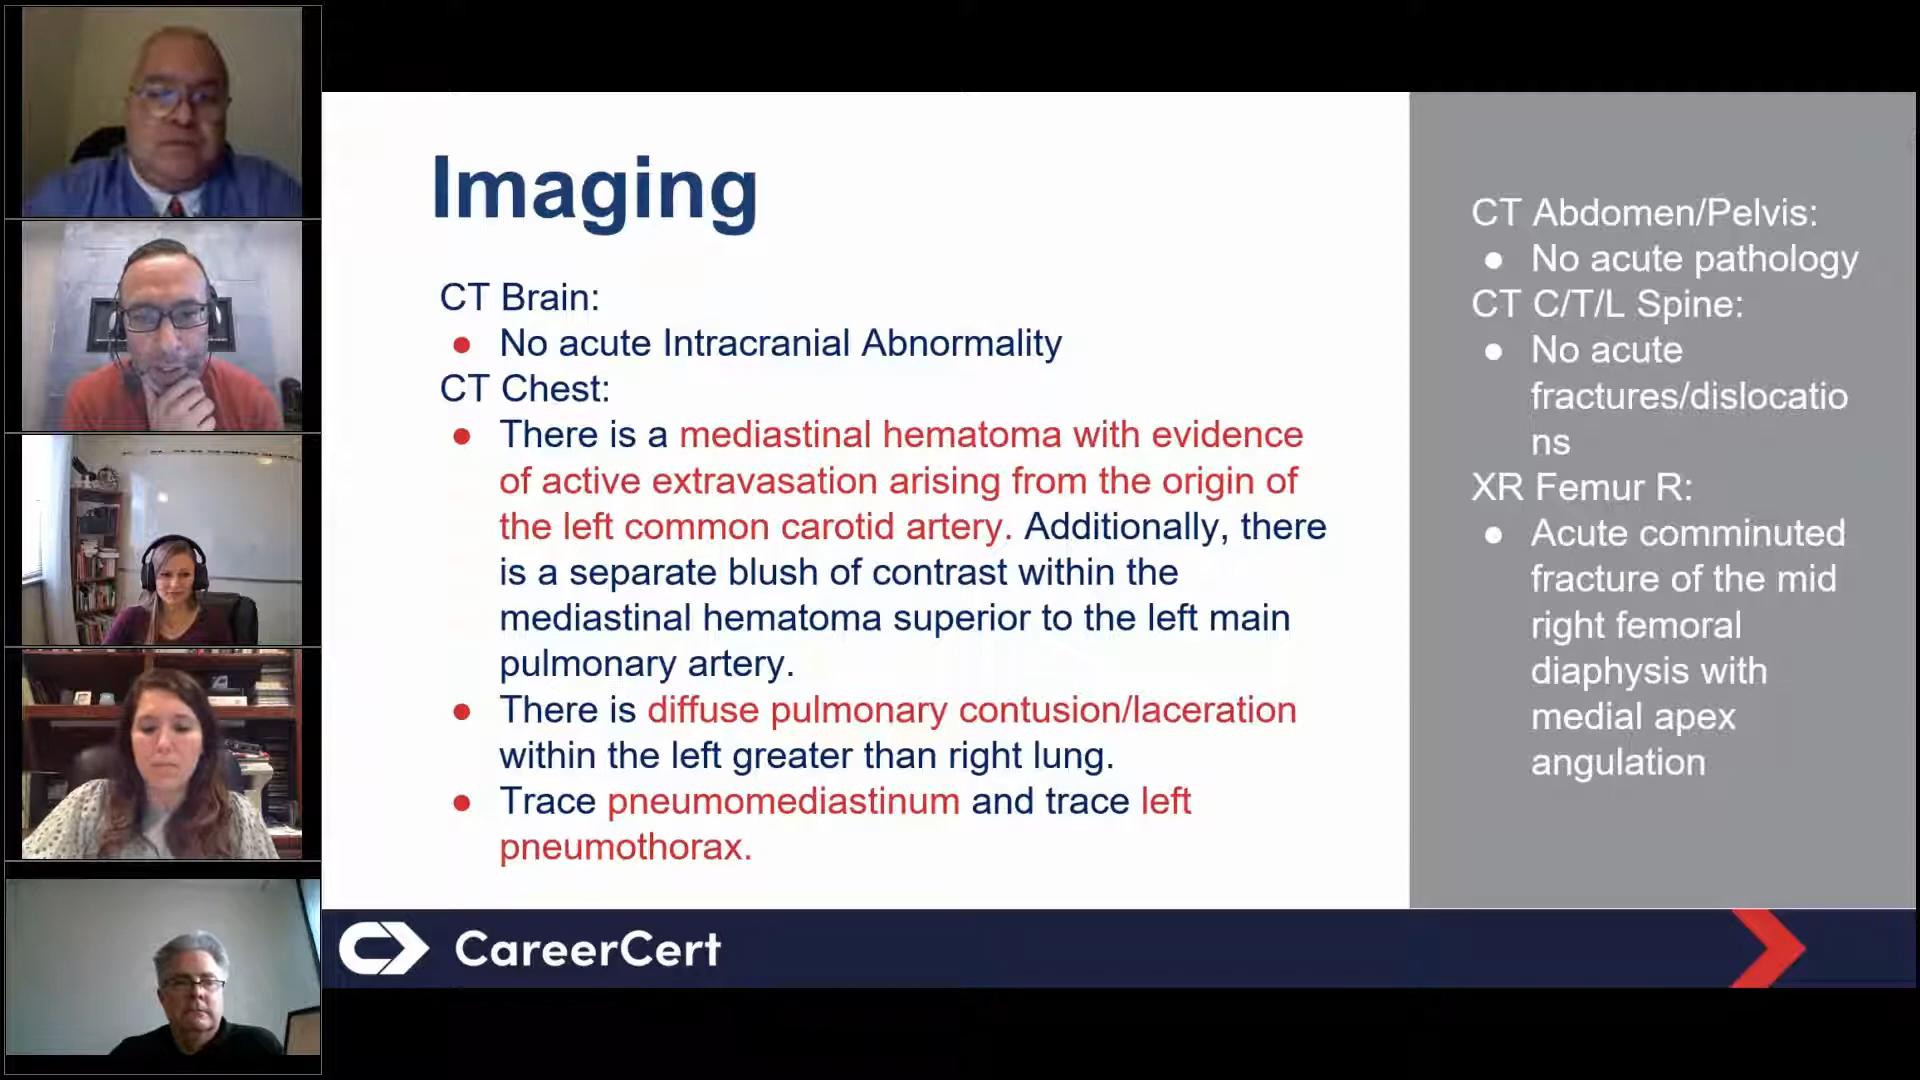 Imaging
CT Brain:
● No acute Intracranial Abnormality
CT Chest:
● There is a mediastinal hematoma with evidence
of active extravasation arising from the origin of
the left common carotid artery. Additionally, there
is a separate blush of contrast within the
mediastinal hematoma superior to the left main
pulmonary artery.
● There is diffuse pulmonary contusion/laceration
within the left greater than right lung.
● Trace pneumomediastinum and trace left
pneumothorax.
CT Abdomen/Pelvis:
● No acute pathology
CT C/T/L Spine:
● No acute
fractures/dislocatio
ns
XR Femur R:
● Acute comminuted
fracture of the mid
right femoral
diaphysis with
medial apex
angulation
CareerCert